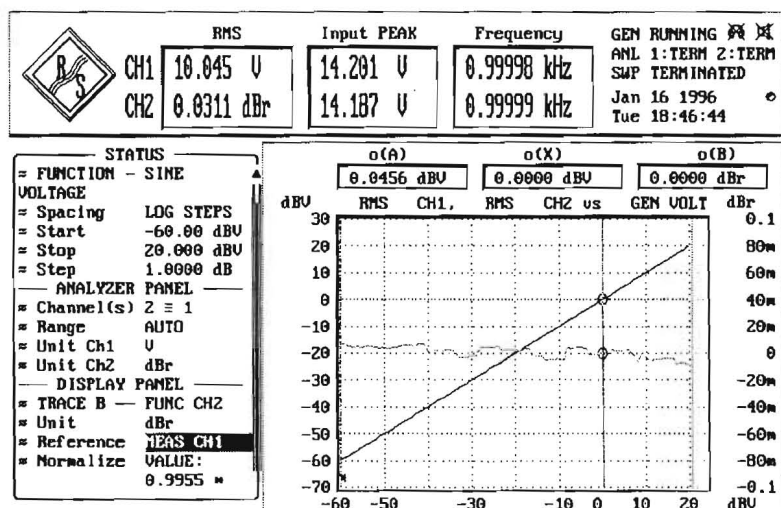 RMS Input PEAK Frequency
CH1 10.045 V 14.201 V 0.99998 kHz
CH2 0.0311 dBr 14.187 V 0.99999 kHz
GEN RUNNING
ANL 1:TERM 2:TERM
SWP TERMINATED
Jan 16 1996
Tue 18:46:44
RS
STATUS
≈ FUNCTION - SINE
VOLTAGE
≈ Spacing LOG STEPS
≈ Start -60.00 dBV
≈ Stop 20.000 dBV
≈ Step 1.0000 dB
ANALYZER PANEL
≈ Channel(s) 2 ≡ 1
≈ Range AUTO
≈ Unit Ch1 V
≈ Unit Ch2 dBr
DISPLAY PANEL
≈ TRACE B — FUNC CH2
≈ Unit dBr
≈ Reference MEAS CH1
≈ Normalize VALUE:
0.9955
o(A) o(X) o(B)
0.0456 dBV 0.0000 dBV 0.0000 dBr
dBV RMS CH1, RMS CH2 vs GEN VOLT dBr
30 0.1
20 80m
10 60m
0 40m
-10 20m
-20 0
-30 -20m
-40 -40m
-50 -60m
-60 -80m
-70 -0.1
-60 -50 -30 -10 0 10 20 dBV